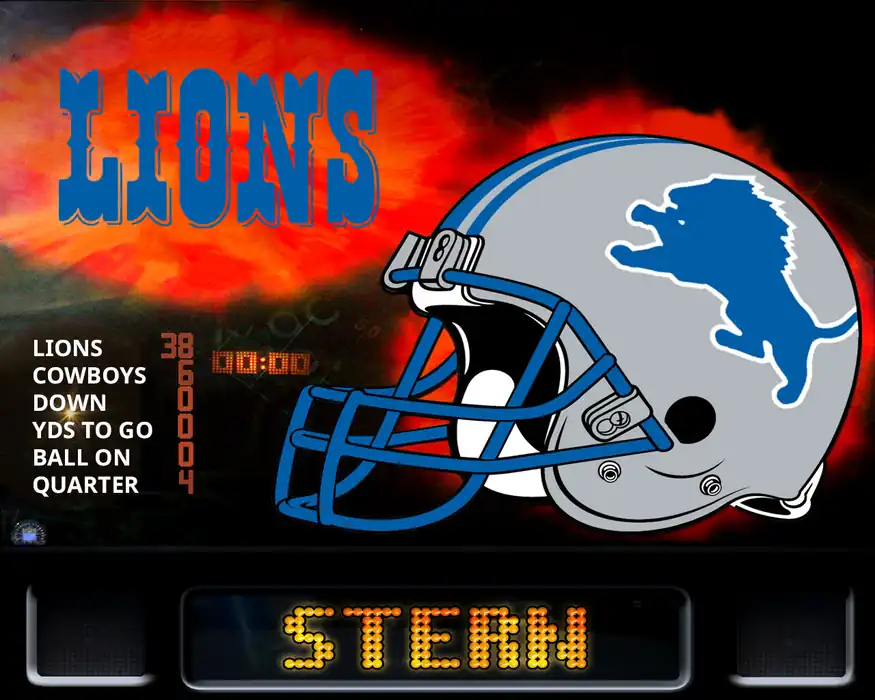 LIONS
LIONS 38
00:00
COWBOYS 6
DOWN 0
YDS TO GO 0
BALL ON 0
QUARTER 4
8
STERN